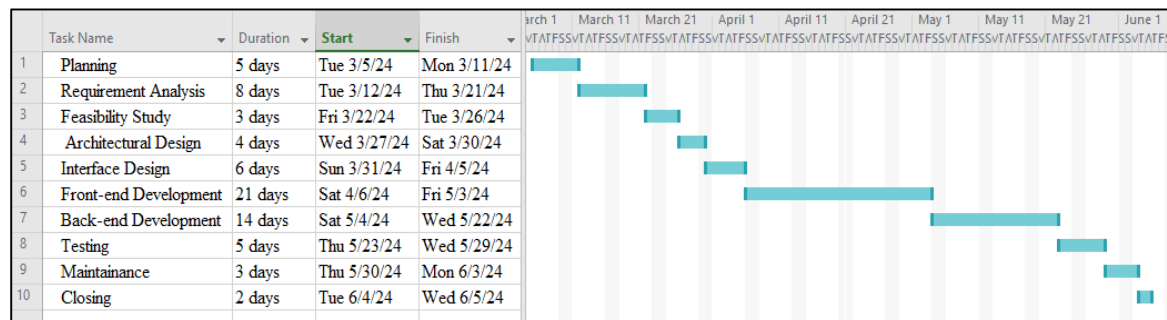 arch 1 March 11 March 21 April 1 April 11 April 21 May 1 May 11 May 21 June 1
Task Name Duration Start Finish
1 Planning 5 days Tue 3/5/24 Mon 3/11/24
2 Requirement Analysis 8 days Tue 3/12/24 Thu 3/21/24
3 Feasibility Study 3 days Fri 3/22/24 Tue 3/26/24
4 Architectural Design 4 days Wed 3/27/24 Sat 3/30/24
5 Interface Design 6 days Sun 3/31/24 Fri 4/5/24
6 Front-end Development 21 days Sat 4/6/24 Fri 5/3/24
7 Back-end Development 14 days Sat 5/4/24 Wed 5/22/24
8 Testing 5 days Thu 5/23/24 Wed 5/29/24
9 Maintainance 3 days Thu 5/30/24 Mon 6/3/24
10 Closing 2 days Tue 6/4/24 Wed 6/5/24